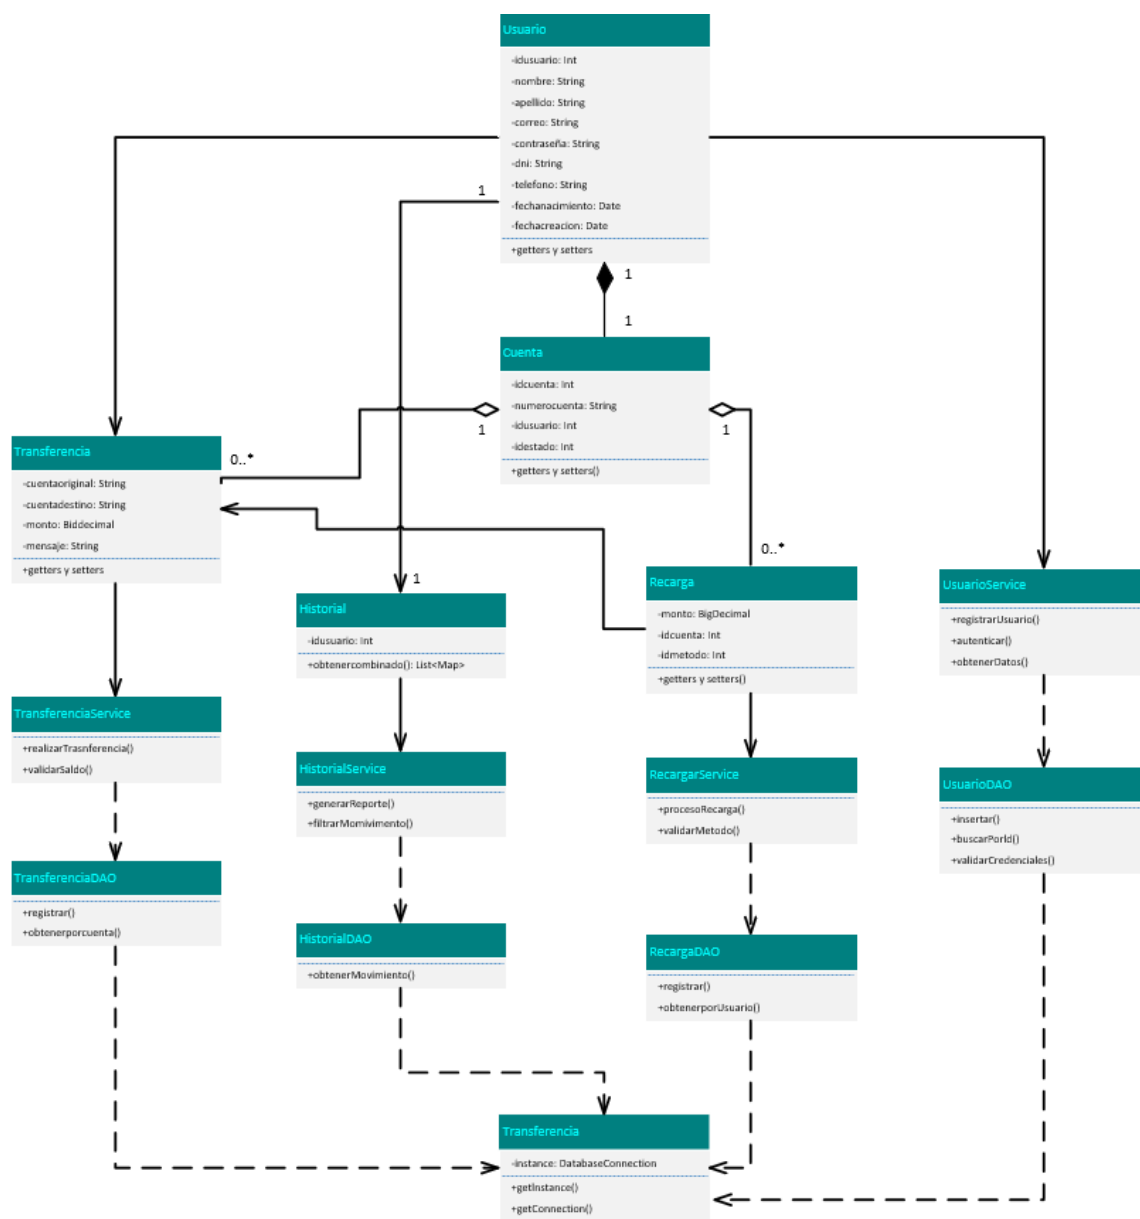 Usuario
-idusuario: Int
-nombre: String
-apellido: String
-correo: String
-contraseña: String
-dni: String
-telefono: String
-fechanacimiento: Date
-fechacreacion: Date
+getters y setters
1
1
1
Cuenta
-idcuenta: Int
-numerocuenta: String
-idusuario: Int
-idestado: Int
+getters y setters()
1
1
Transferencia
0..*
-cuentaoriginal: String
-cuentadestino: String
-monto: Biddecimal
-mensaje: String
+getters y setters
0..*
1
Historial
-idusuario: Int
+obtenercombinado(): List<Map>
Recarga
-monto: BigDecimal
-idcuenta: Int
-idmetodo: Int
+getters y setters()
UsuarioService
+registrarUsuario()
+autenticar()
+obtenerDatos()
TransferenciaService
+realizarTrasnferencia()
+validarSaldo()
HistorialService
+generarReporte()
+filtrarMomivimento()
RecargarService
+procesoRecarga()
+validarMetodo()
UsuarioDAO
+insertar()
+buscarPorId()
+validarCredenciales()
TransferenciaDAO
+registrar()
+obtenerporcuenta()
HistorialDAO
+obtenerMovimiento()
RecargaDAO
+registrar()
+obtenerporUsuario()
Transferencia
-instance: DatabaseConnection
+getInstance()
+getConnection()